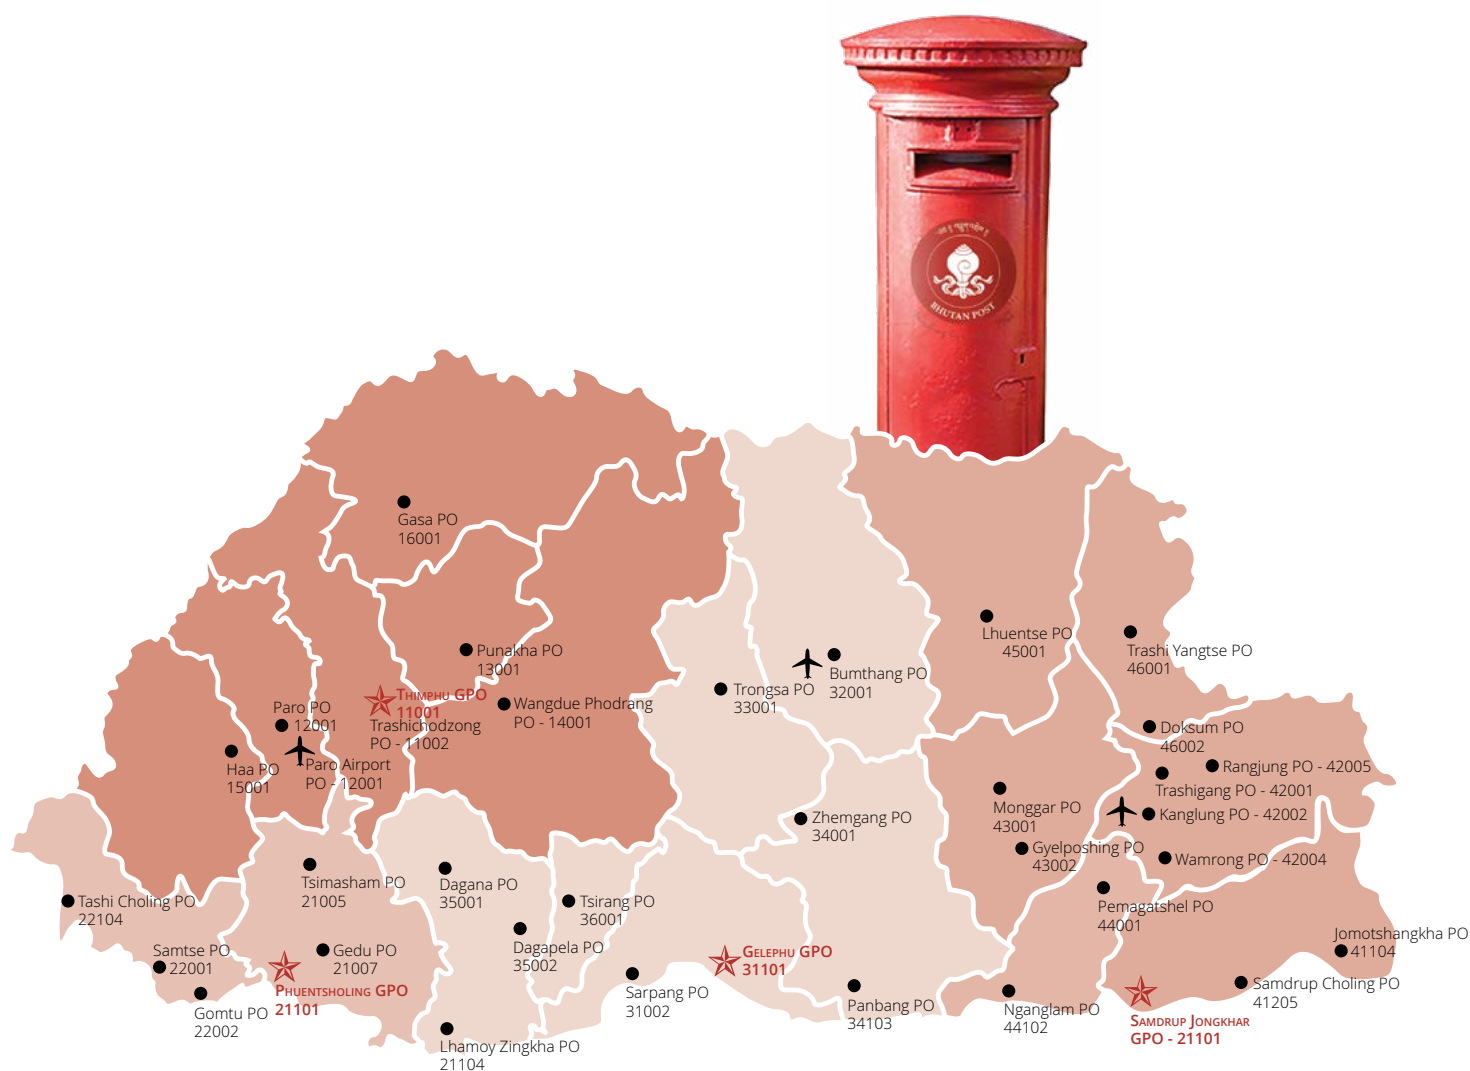 BHUTAN POST
Gasa PO
16001
Punakha PO
13001
Thimphu GPO
11001
Trashichodzong
PO - 11002
Wangdue Phodrang
PO - 14001
Paro PO
12001
Paro Airport
PO - 12001
Haa PO
15001
Trongsa PO
33001
Bumthang PO
32001
Lhuentse PO
45001
Trashi Yangtse PO
46001
Doksum PO
46002
Rangjung PO - 42005
Trashigang PO - 42001
Kanglung PO - 42002
Wamrong PO - 42004
Monggar PO
43001
Gyelposhing PO
43002
Zhemgang PO
34001
Pemagatshel PO
44001
Tsimasham PO
21005
Dagana PO
35001
Tsirang PO
36001
Dagapela PO
35002
Tashi Choling PO
22104
Samtse PO
22001
Gomtu PO
22002
Gedu PO
21007
Phuentsholing GPO
21101
Lhamoy Zingkha PO
21104
Sarpang PO
31002
Gelephu GPO
31101
Panbang PO
34103
Nganglam PO
44102
Samdrup Jongkhar
GPO - 21101
Jomotshangkha PO
41104
Samdrup Choling PO
41205